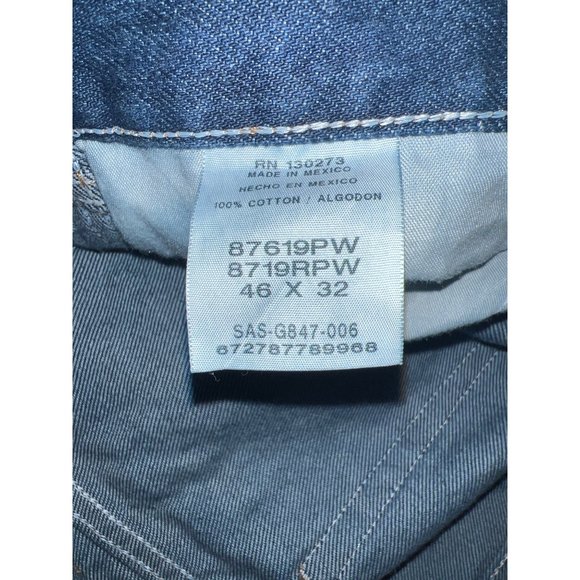 RN 130273
MADE IN MEXICO
HECHO EN MEXICO
100% COTTON / ALGODON
87619PW
8719RPW
46 X 32
SAS-G847-006
672787789968